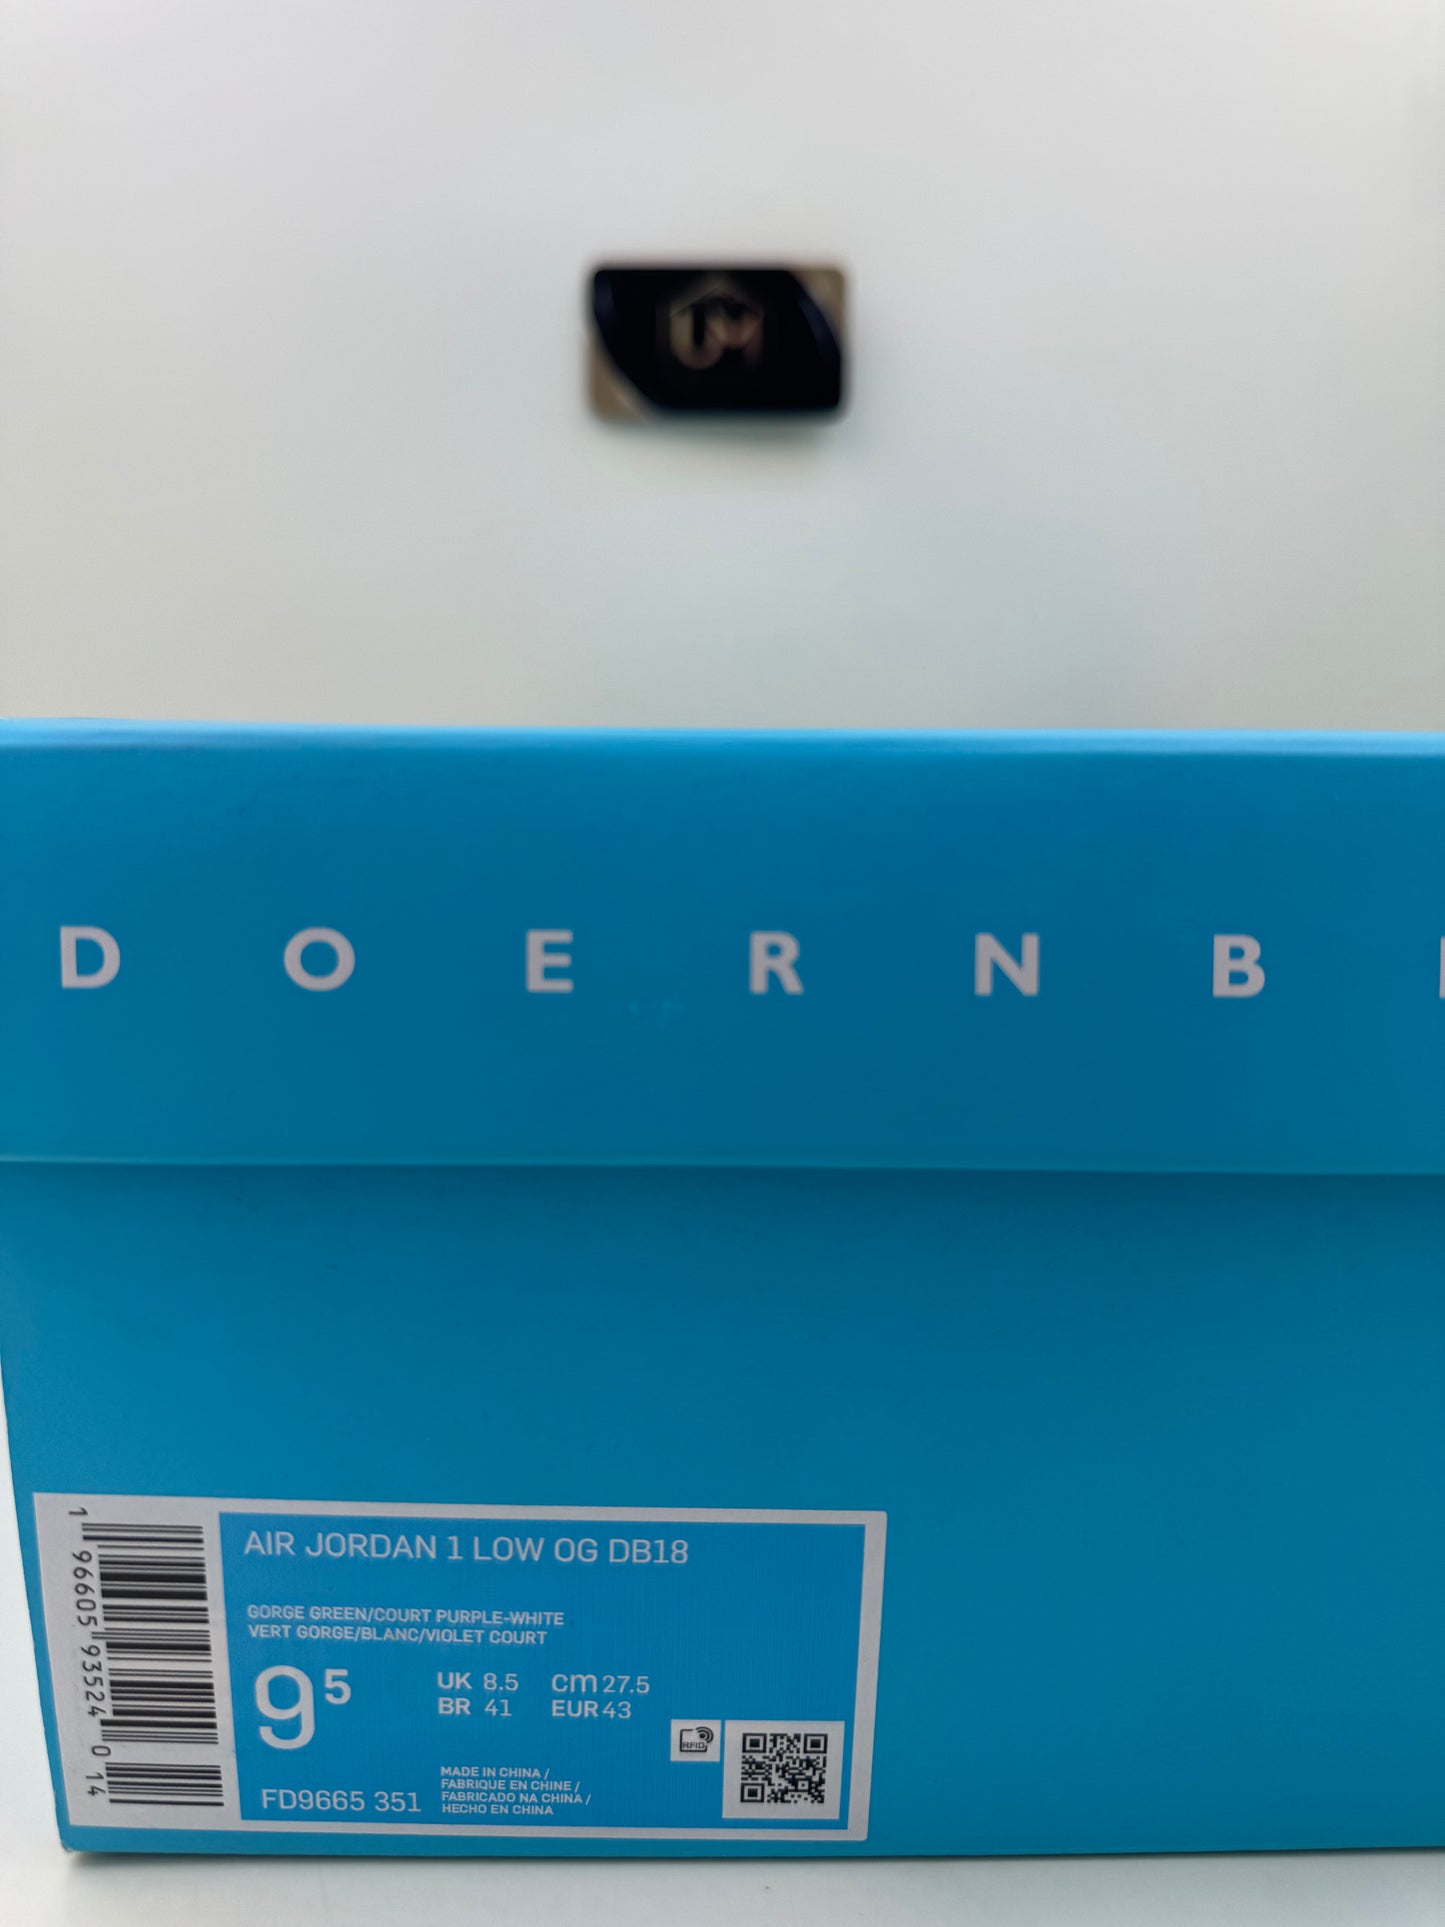 DOERNB
AIR JORDAN 1 LOW OG DB18
GORGE GREEN/COURT PURPLE-WHITE
VERT GORGE/BLANC/VIOLET COURT
9⁵
UK 8.5 cm 27.5
BR 41 EUR 43
RFID
MADE IN CHINA /
FABRIQUE EN CHINE /
FABRICADO NA CHINA /
HECHO EN CHINA
FD9665 351
1 96605 93524 0 14